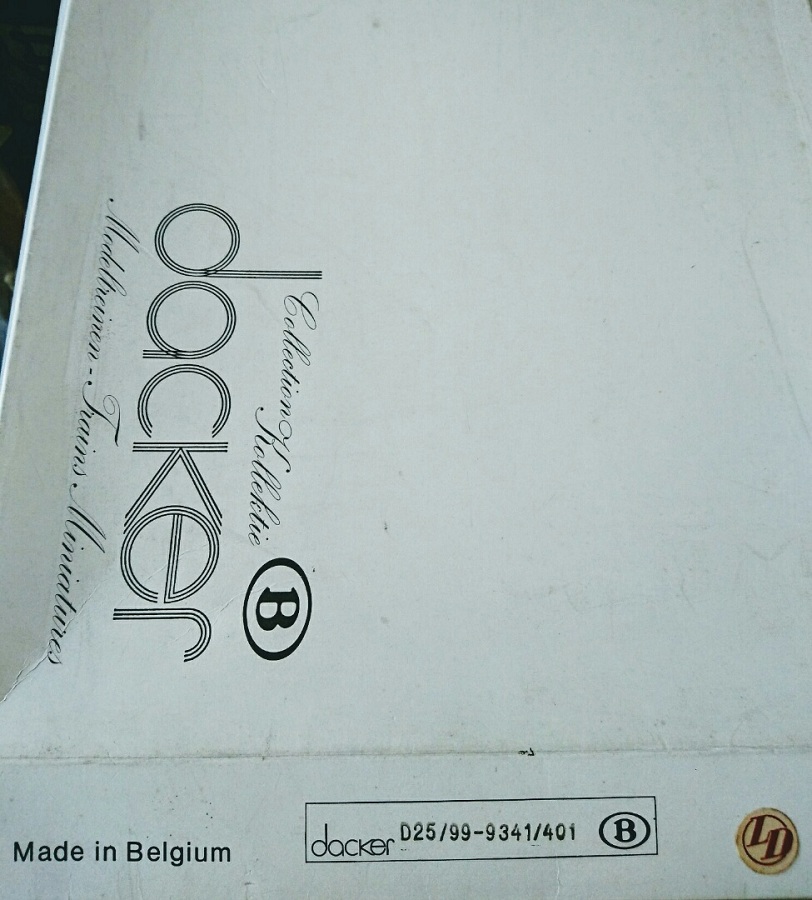 Collection Kollektie B
dacker
Modeltreinen - Trains Miniatures
Made in Belgium
dacker D25/99-9341/401 B
LD